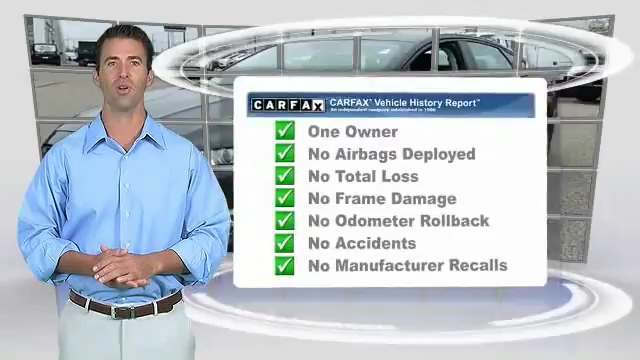 CARFAX
CARFAX® Vehicle History Report™
An independent company established in 1986
One Owner
No Airbags Deployed
No Total Loss
No Frame Damage
No Odometer Rollback
No Accidents
No Manufacturer Recalls